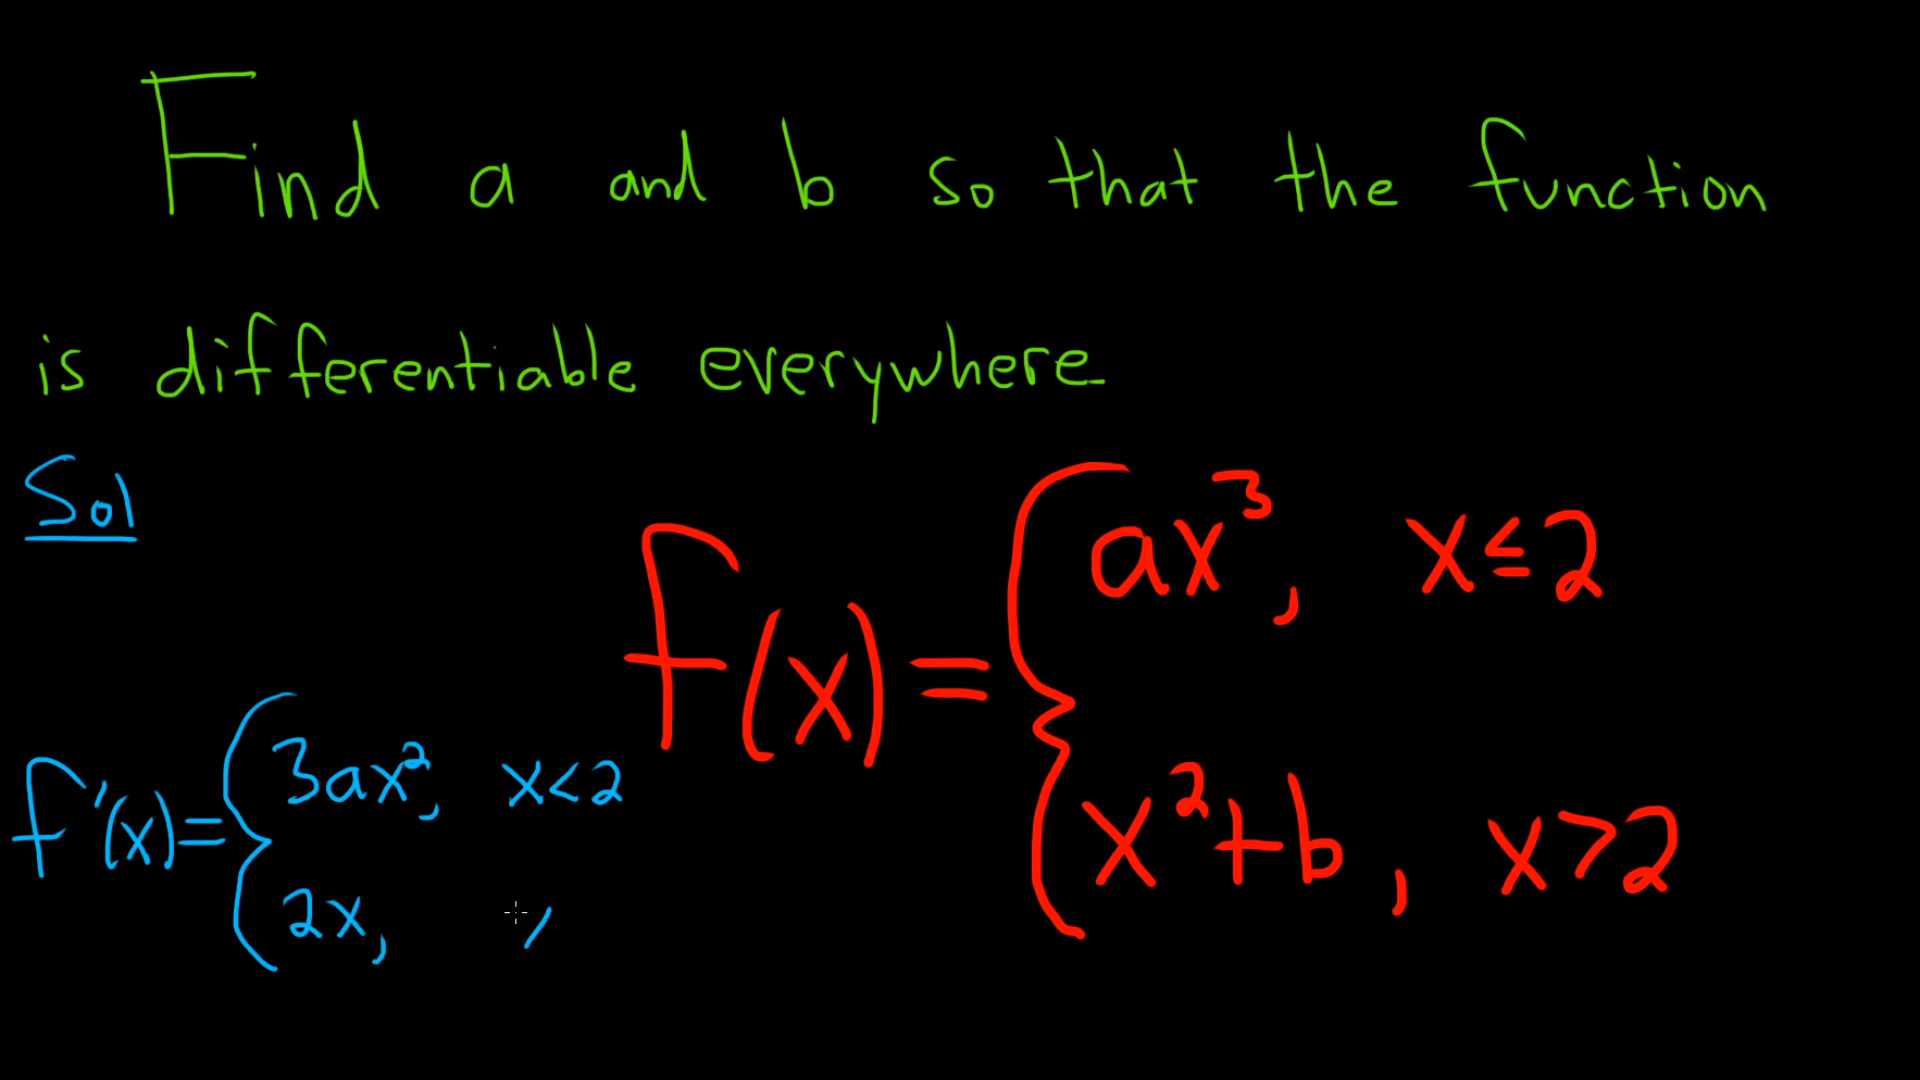 Find a and b so that the function
is differentiable everywhere
Sol
f(x)= { ax³, x≤2
x²+b, x>2
f'(x)= { 3ax², x<2
2x,